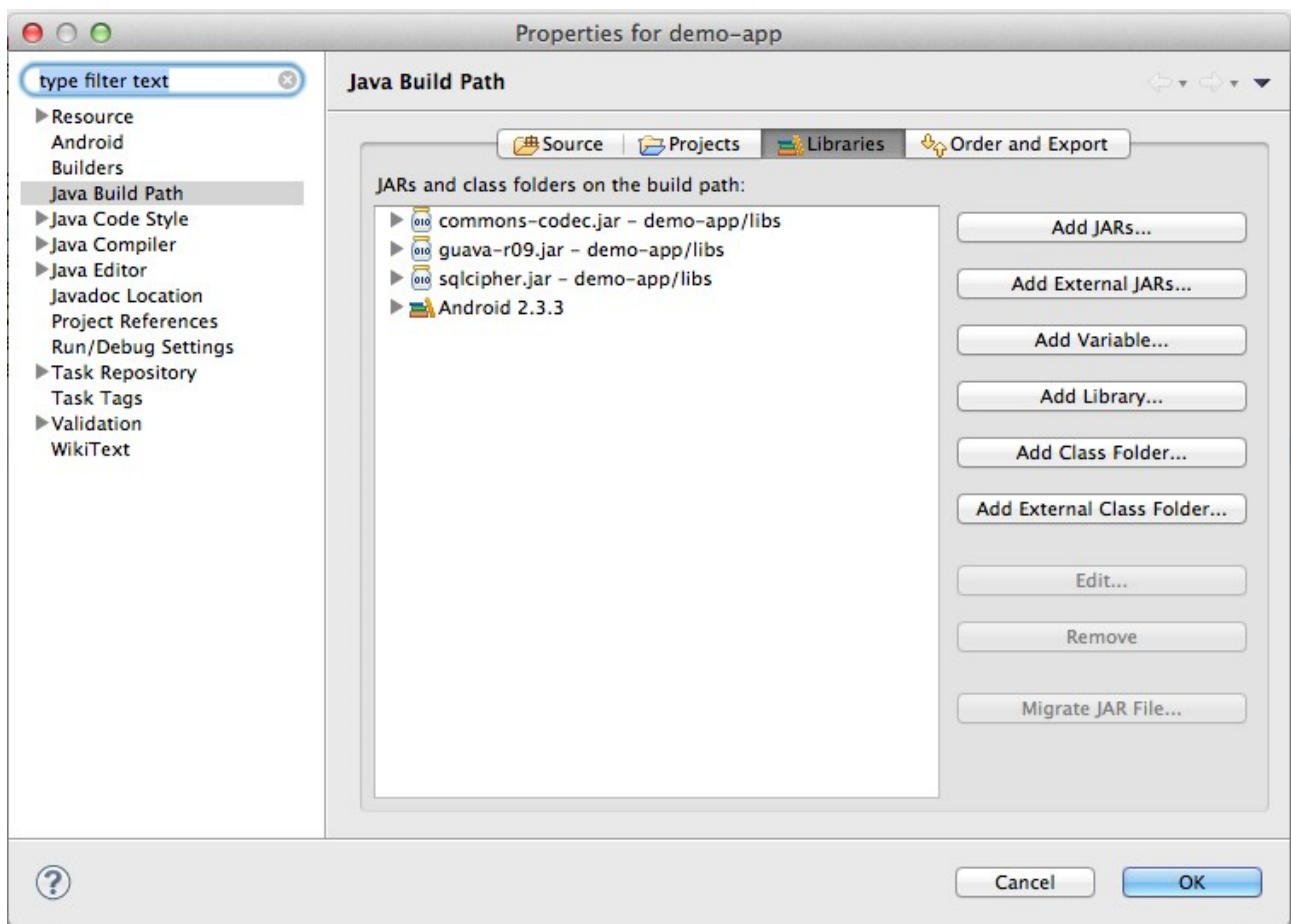 Properties for demo-app
type filter text
Resource
Android
Builders
Java Build Path
Java Code Style
Java Compiler
Java Editor
Javadoc Location
Project References
Run/Debug Settings
Task Repository
Task Tags
Validation
WikiText
Java Build Path
Source
Projects
Libraries
Order and Export
JARs and class folders on the build path:
commons-codec.jar – demo-app/libs
guava-r09.jar – demo-app/libs
sqlcipher.jar – demo-app/libs
Android 2.3.3
Add JARs...
Add External JARs...
Add Variable...
Add Library...
Add Class Folder...
Add External Class Folder...
Edit...
Remove
Migrate JAR File...
Cancel
OK